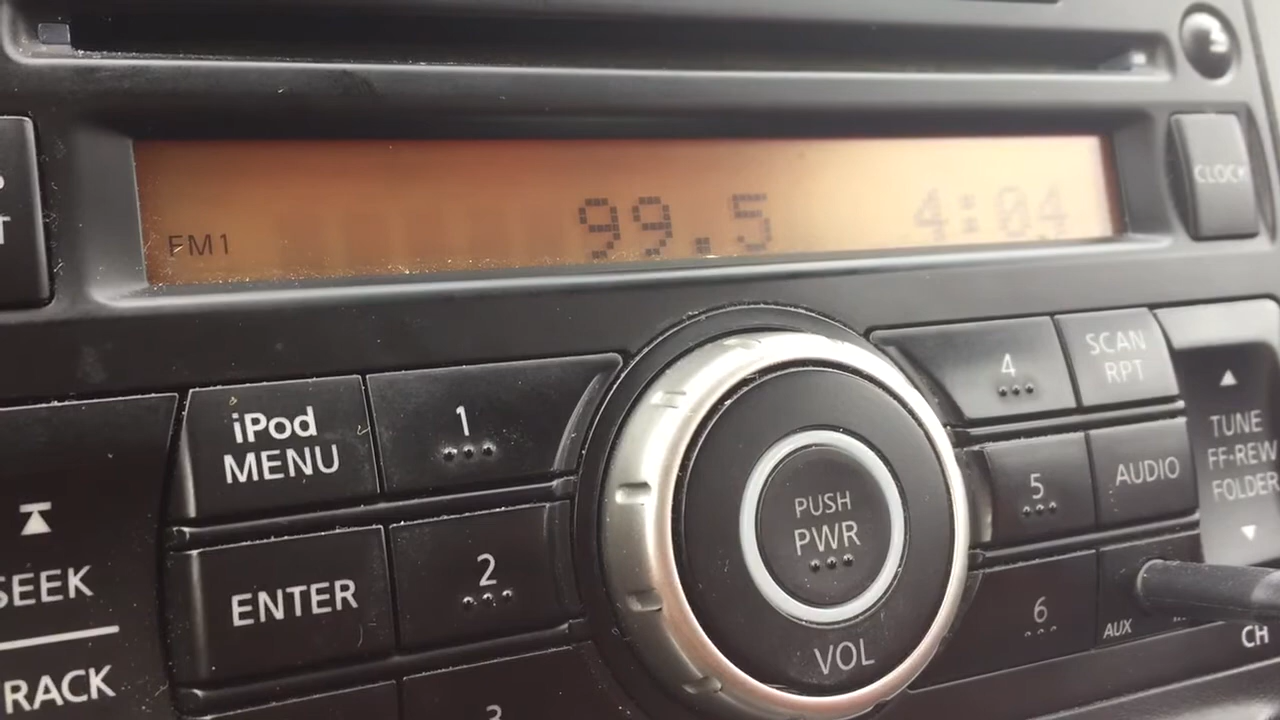 FM1 99.5 4:04
CLOCK
iPod
MENU
1
4
SCAN
RPT
TUNE
FF·REW
FOLDER
SEEK
ENTER
2
PUSH
PWR
VOL
5
AUDIO
6
AUX
CH
3